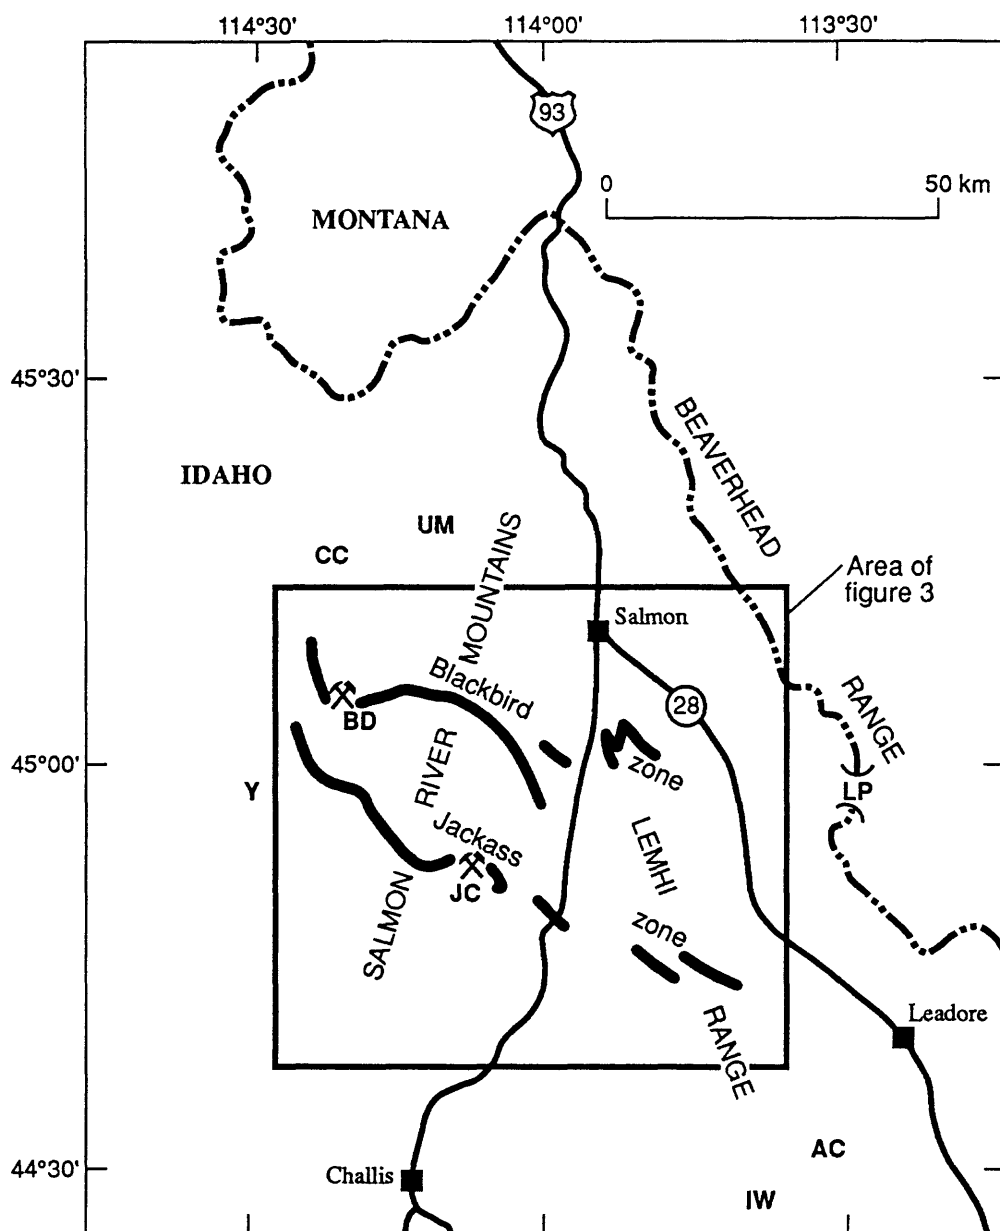 114°30' 114°00' 113°30'
93
0 50 km
MONTANA
45°30'
BEAVERHEAD
IDAHO
UM
MOUNTAINS
CC
Area of
figure 3
Salmon
Blackbird
RANGE
28
BD
RIVER
zone
45°00'
Y
LP
Jackass
LEMHI
JC
SALMON
zone
Leadore
RANGE
AC
44°30'
Challis
IW